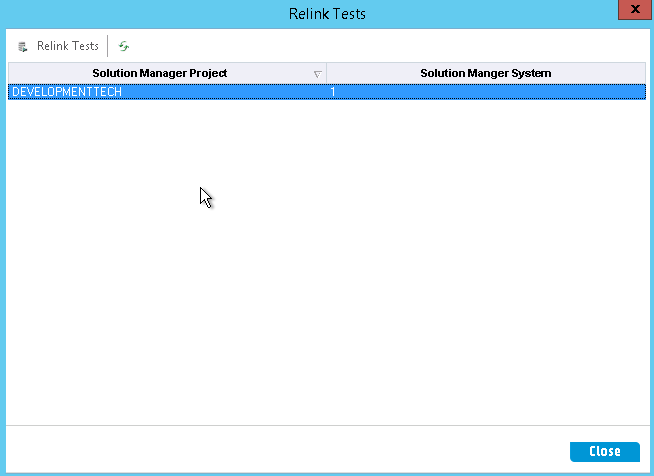 Relink Tests
x
Relink Tests
Solution Manager Project Solution Manger System
DEVELOPMENTTECH 1
Close